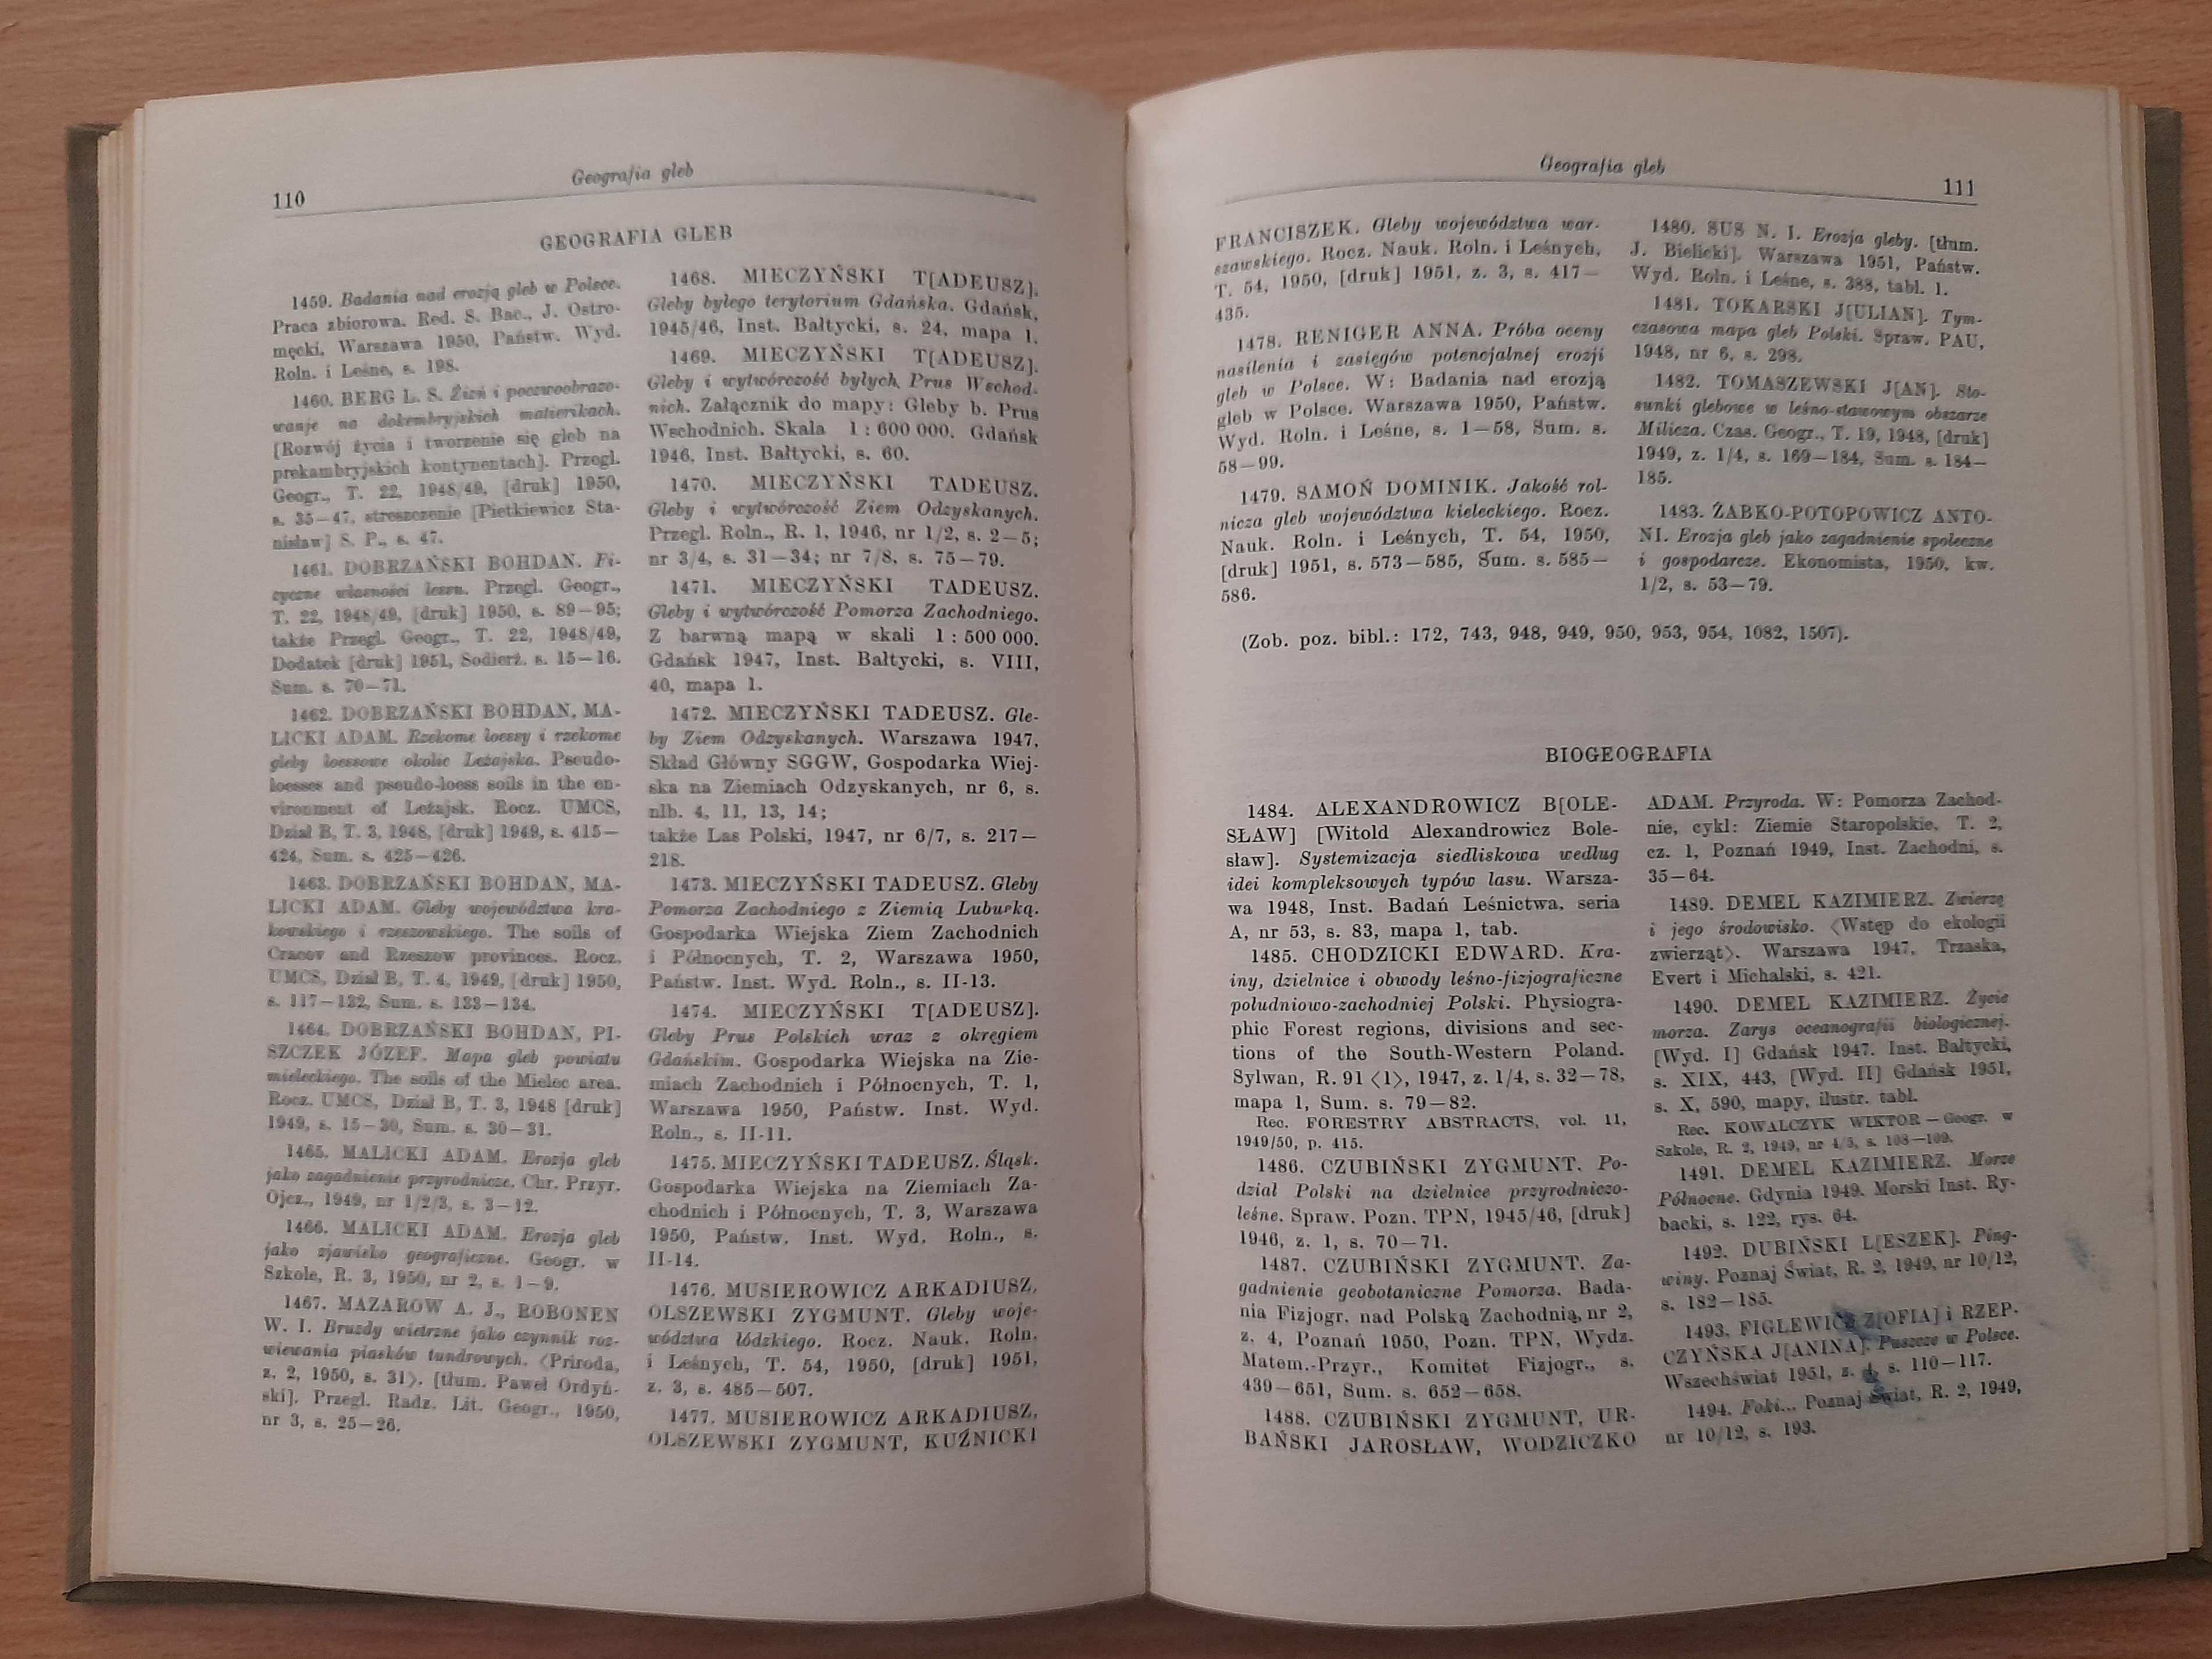 110
Geografia gleb
GEOGRAFIA GLEB
1459. Badania nad erozją gleb w Polsce.
Praca zbiorowa. Red. S. Bac., J. Ostro-
męcki, Warszawa 1950, Państw. Wyd.
Roln. i Leśne, s. 198.
1460. BERG L. S. Żizń i poczwoobrazo-
wanje na dokembryjskich matierikach.
[Rozwój życia i tworzenie się gleb na
prekambryjskich kontynentach]. Przegl.
Geogr., T. 22, 1948/49, [druk] 1950,
s. 35—47, streszczenie [Pietkiewicz Sta-
nisław] S. P., s. 47.
1461. DOBRZAŃSKI BOHDAN. Fi-
zyczne własności lessu. Przegl. Geogr.,
T. 22, 1948/49, [druk] 1950, s. 89—95;
także Przegl. Geogr., T. 22, 1948/49,
Dodatek [druk] 1951, Sodierż. s. 15—16.
Sum. s. 70—71.
1462. DOBRZAŃSKI BOHDAN, MA-
LICKI ADAM. Rzekome loessy i rzekome
gleby loessowe okolic Leżajska. Pseudo-
loesses and pseudo-loess soils in the en-
vironment of Leżajsk. Rocz. UMCS,
Dział B, T. 3, 1948, [druk] 1949, s. 415—
424, Sum. s. 425—426.
1463. DOBRZAŃSKI BOHDAN, MA-
LICKI ADAM. Gleby województwa kra-
kowskiego i rzeszowskiego. The soils of
Cracov and Rzeszow provinces. Rocz.
UMCS, Dział B, T. 4, 1949, [druk] 1950,
s. 117—132, Sum. s. 133—134.
1464. DOBRZAŃSKI BOHDAN, PI-
SZCZEK JÓZEF. Mapa gleb powiatu
mieleckiego. The soils of the Mielec area.
Rocz. UMCS, Dział B, T. 3, 1948 [druk]
1949, s. 15—30, Sum. s. 30—31.
1465. MALICKI ADAM. Erozja gleb
jako zagadnienie przyrodnicze. Chr. Przyr.
Ojcz., 1949, nr 1/2/3, s. 3—12.
1466. MALICKI ADAM. Erozja gleb
jako zjawisko geograficzne. Geogr. w
Szkole, R. 3, 1950, nr 2, s. 1—9.
1467. MAZAROW A. J., ROBONEN
W. I. Bruzdy wietrzne jako czynnik roz-
wiewania piasków tundrowych. ⟨Priroda,
z. 2, 1950, s. 31⟩. [tłum. Paweł Ordyń-
ski]. Przegl. Radz. Lit. Geogr., 1950,
nr 3, s. 25—26.
1468. MIECZYŃSKI T[ADEUSZ].
Gleby byłego terytorium Gdańska. Gdańsk,
1945/46, Inst. Bałtycki, s. 24, mapa 1.
1469. MIECZYŃSKI T[ADEUSZ].
Gleby i wytwórczość byłych Prus Wschod-
nich. Załącznik do mapy: Gleby b. Prus
Wschodnich. Skala 1 : 600 000. Gdańsk
1946, Inst. Bałtycki, s. 60.
1470. MIECZYŃSKI TADEUSZ.
Gleby i wytwórczość Ziem Odzyskanych.
Przegl. Roln., R. 1, 1946, nr 1/2, s. 2—5;
nr 3/4, s. 31—34; nr 7/8, s. 75—79.
1471. MIECZYŃSKI TADEUSZ.
Gleby i wytwórczość Pomorza Zachodniego.
Z barwną mapą w skali 1 : 500 000.
Gdańsk 1947, Inst. Bałtycki, s. VIII,
40, mapa 1.
1472. MIECZYŃSKI TADEUSZ. Gle-
by Ziem Odzyskanych. Warszawa 1947,
Skład Główny SGGW, Gospodarka Wiej-
ska na Ziemiach Odzyskanych, nr 6, s.
nlb. 4, 11, 13, 14;
także Las Polski, 1947, nr 6/7, s. 217—
218.
1473. MIECZYŃSKI TADEUSZ. Gleby
Pomorza Zachodniego z Ziemią Lubuską.
Gospodarka Wiejska Ziem Zachodnich
i Północnych, T. 2, Warszawa 1950,
Państw. Inst. Wyd. Roln., s. II-13.
1474. MIECZYŃSKI T[ADEUSZ].
Gleby Prus Polskich wraz z okręgiem
Gdańskim. Gospodarka Wiejska na Zie-
miach Zachodnich i Północnych, T. 1,
Warszawa 1950, Państw. Inst. Wyd.
Roln., s. II-11.
1475. MIECZYŃSKI TADEUSZ. Śląsk.
Gospodarka Wiejska na Ziemiach Za-
chodnich i Północnych, T. 3, Warszawa
1950, Państw. Inst. Wyd. Roln., s.
II-14.
1476. MUSIEROWICZ ARKADIUSZ,
OLSZEWSKI ZYGMUNT. Gleby woje-
wództwa łódzkiego. Rocz. Nauk. Roln.
i Leśnych, T. 54, 1950, [druk] 1951,
z. 3, s. 485—507.
1477. MUSIEROWICZ ARKADIUSZ,
OLSZEWSKI ZYGMUNT, KUŹNICKI
Geografia gleb
111
FRANCISZEK. Gleby województwa war-
szawskiego. Rocz. Nauk. Roln. i Leśnych,
T. 54, 1950, [druk] 1951, z. 3, s. 417—
435.
1478. RENIGER ANNA. Próba oceny
nasilenia i zasięgów potencjalnej erozji
gleb w Polsce. W: Badania nad erozją
gleb w Polsce. Warszawa 1950, Państw.
Wyd. Roln. i Leśne, s. 1—58, Sum. s.
58—99.
1479. SAMOŃ DOMINIK. Jakość rol-
nicza gleb województwa kieleckiego. Rocz.
Nauk. Roln. i Leśnych, T. 54, 1950,
[druk] 1951, s. 573—585, Sum. s. 585—
586.
1480. SUS N. I. Erozja gleby. [tłum.
J. Bielicki]. Warszawa 1951, Państw.
Wyd. Roln. i Leśne, s. 388, tabl. 1.
1481. TOKARSKI J[ULIAN]. Tym-
czasowa mapa gleb Polski. Spraw. PAU,
1948, nr 6, s. 298.
1482. TOMASZEWSKI J[AN]. Sto-
sunki glebowe w leśno-stawowym obszarze
Milicza. Czas. Geogr., T. 19, 1948, [druk]
1949, z. 1/4, s. 169—184, Sum. s. 184—
185.
1483. ŻABKO-POTOPOWICZ ANTO-
NI. Erozja gleb jako zagadnienie społeczne
i gospodarcze. Ekonomista, 1950, kw.
1/2, s. 53—79.
(Zob. poz. bibl.: 172, 743, 948, 949, 950, 953, 954, 1082, 1507).
BIOGEOGRAFIA
1484. ALEXANDROWICZ B[OLE-
SŁAW] [Witold Alexandrowicz Bole-
sław]. Systemizacja siedliskowa według
idei kompleksowych typów lasu. Warsza-
wa 1948, Inst. Badań Leśnictwa, seria
A, nr 53, s. 83, mapa 1, tab.
1485. CHODZICKI EDWARD. Kra-
iny, dzielnice i obwody leśno-fizjograficzne
południowo-zachodniej Polski. Physiogra-
phic Forest regions, divisions and sec-
tions of the South-Western Poland.
Sylwan, R. 91 ⟨1⟩, 1947, z. 1/4, s. 32—78,
mapa 1, Sum. s. 79—82.
Rec. FORESTRY ABSTRACTS, vol. 11,
1949/50, p. 415.
1486. CZUBIŃSKI ZYGMUNT. Po-
dział Polski na dzielnice przyrodniczo-
leśne. Spraw. Pozn. TPN, 1945/46, [druk]
1946, z. 1, s. 70—71.
1487. CZUBIŃSKI ZYGMUNT. Za-
gadnienie geobotaniczne Pomorza. Bada-
nia Fizjogr. nad Polską Zachodnią, nr 2,
z. 4, Poznań 1950, Pozn. TPN, Wydz.
Matem.-Przyr., Komitet Fizjogr., s.
439—651, Sum. s. 652—658.
1488. CZUBIŃSKI ZYGMUNT, UR-
BAŃSKI JAROSŁAW, WODZICZKO
ADAM. Przyroda. W: Pomorza Zachod-
nie, cykl: Ziemie Staropolskie, T. 2,
cz. 1, Poznań 1949, Inst. Zachodni, s.
35—64.
1489. DEMEL KAZIMIERZ. Zwierzę
i jego środowisko. ⟨Wstęp do ekologii
zwierząt⟩. Warszawa 1947, Trzaska,
Evert i Michalski, s. 421.
1490. DEMEL KAZIMIERZ. Życie
morza. Zarys oceanografii biologicznej.
[Wyd. I] Gdańsk 1947. Inst. Bałtycki,
s. XIX, 443, [Wyd. II] Gdańsk 1951,
s. X, 590, mapy, ilustr. tabl.
Rec. KOWALCZYK WIKTOR — Geogr. w
Szkole, R. 2, 1949, nr 4/5, s. 108—109.
1491. DEMEL KAZIMIERZ. Morze
Północne. Gdynia 1949. Morski Inst. Ry-
backi, s. 122, rys. 64.
1492. DUBIŃSKI L[ESZEK]. Ping-
winy. Poznaj Świat, R. 2, 1949, nr 10/12,
s. 182—185.
1493. FIGLEWICZ Z[OFIA] i RZEP-
CZYŃSKA J[ANINA]. Puszcze w Polsce.
Wszechświat 1951, z. 4, s. 110—117.
1494. Foki... Poznaj Świat, R. 2, 1949,
nr 10/12, s. 193.